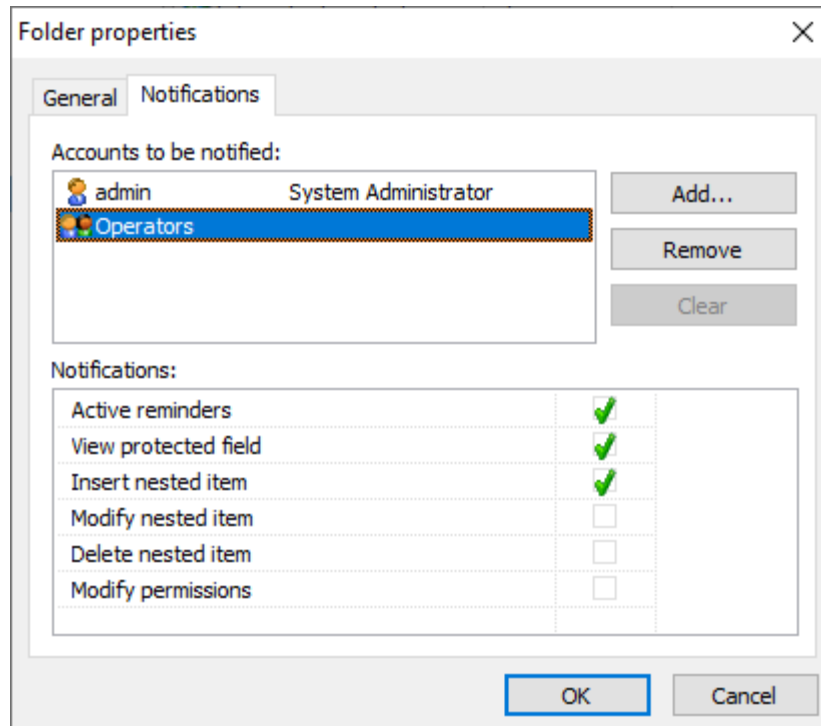 Folder properties
General Notifications
Accounts to be notified:
admin System Administrator
Add...
Operators
Remove
Clear
Notifications:
Active reminders
View protected field
Insert nested item
Modify nested item
Delete nested item
Modify permissions
OK Cancel